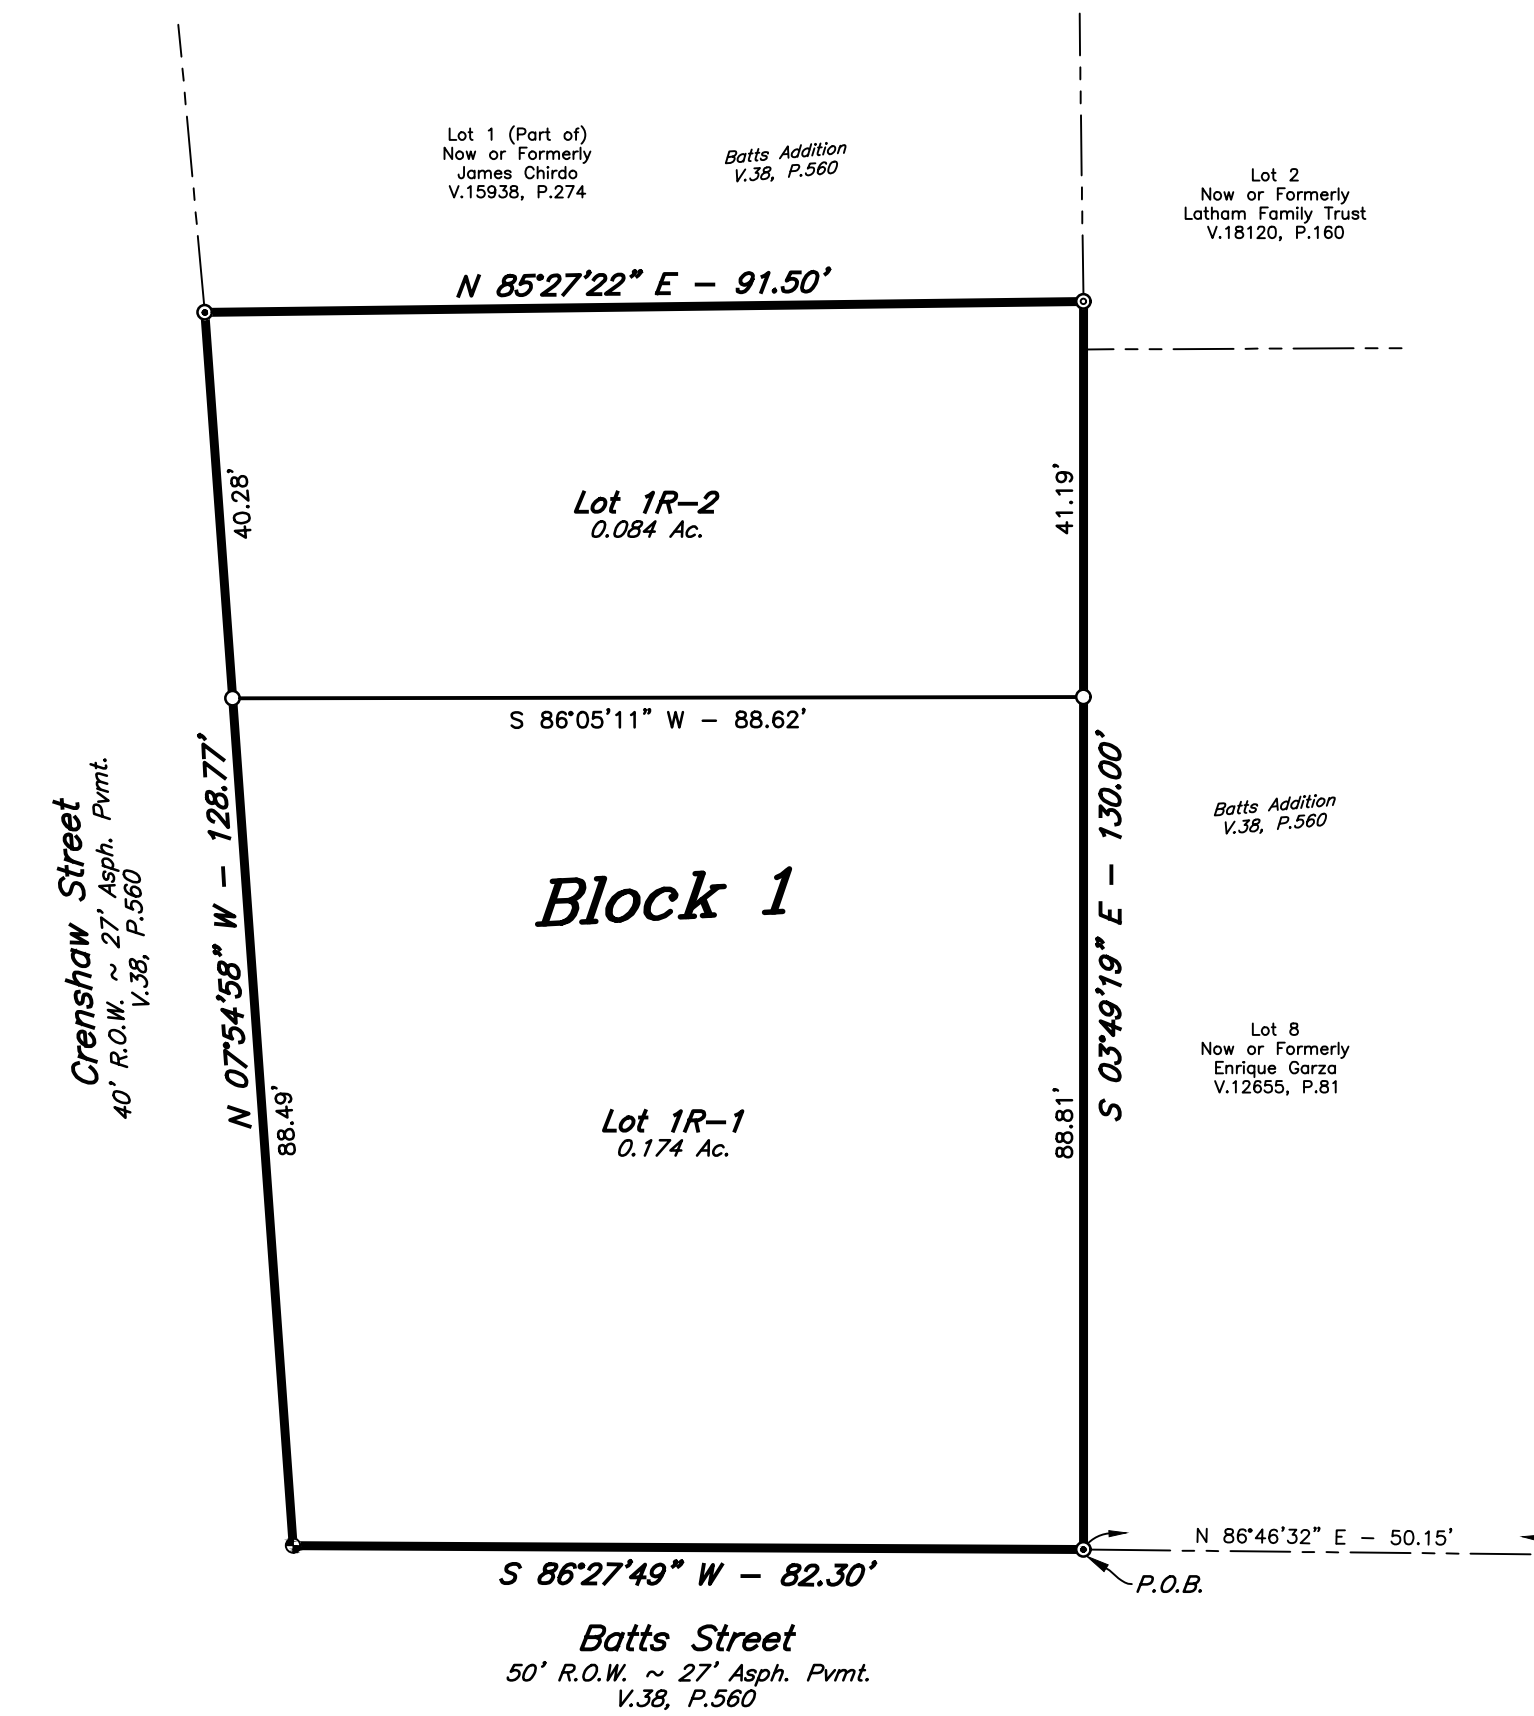 Lot 1 (Part of)
Now or Formerly
James Chirdo
V.15938, P.274
Batts Addition
V.38, P.560
Lot 2
Now or Formerly
Latham Family Trust
V.18120, P.160
N 85°27'22" E - 91.50'
40.28'
Lot 1R-2
0.084 Ac.
41.19'
S 86°05'11" W - 88.62'
Crenshaw Street
40' R.O.W. ~ 27' Asph. Pvmt.
V.38, P.560
N 07°54'58" W - 128.77'
Block 1
S 03°49'19" E - 130.00'
Batts Addition
V.38, P.560
Lot 8
Now or Formerly
Enrique Garza
V.12655, P.81
88.49'
Lot 1R-1
0.174 Ac.
88.81'
N 86°46'32" E - 50.15'
S 86°27'49" W - 82.30'
P.O.B.
Batts Street
50' R.O.W. ~ 27' Asph. Pvmt.
V.38, P.560